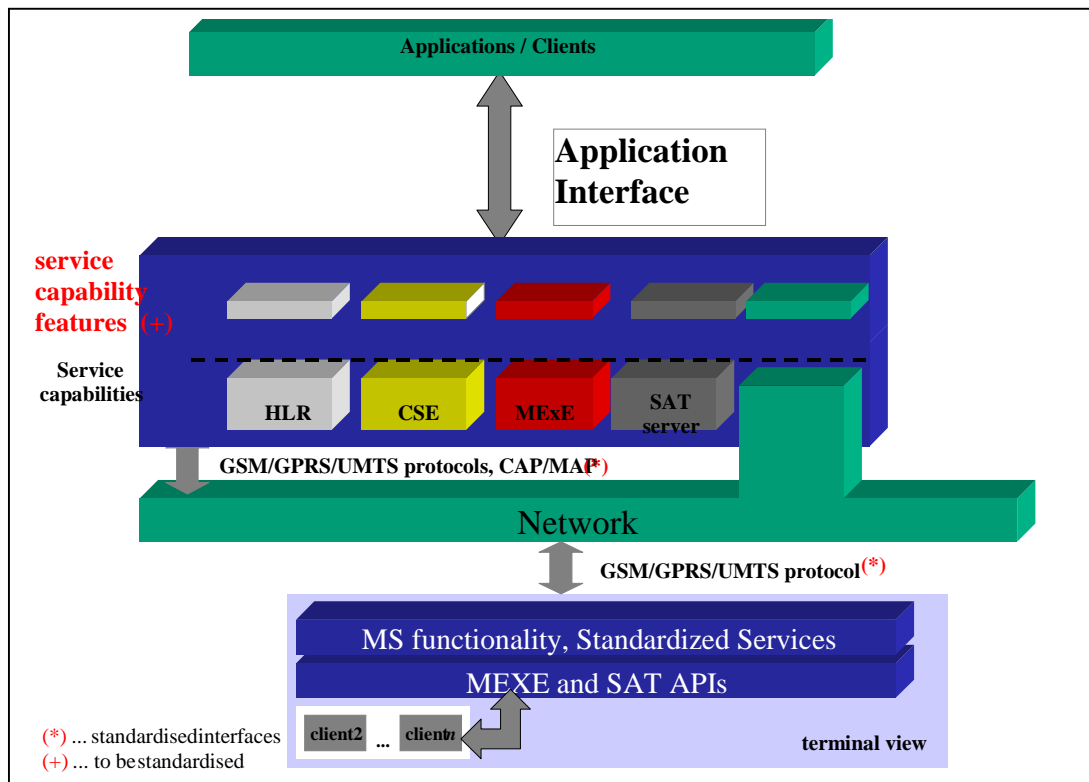 Applications / Clients
Application
Interface
service
capability
features (+)
Service
capabilities
HLR
CSE
MExE
SAT
server
GSM/GPRS/UMTS protocols, CAP/MAP(*)
Network
GSM/GPRS/UMTS protocol(*)
MS functionality, Standardized Services
MEXE and SAT APIs
client2 ... clientn
terminal view
(*) ... standardisedinterfaces
(+) ... to bestandardised